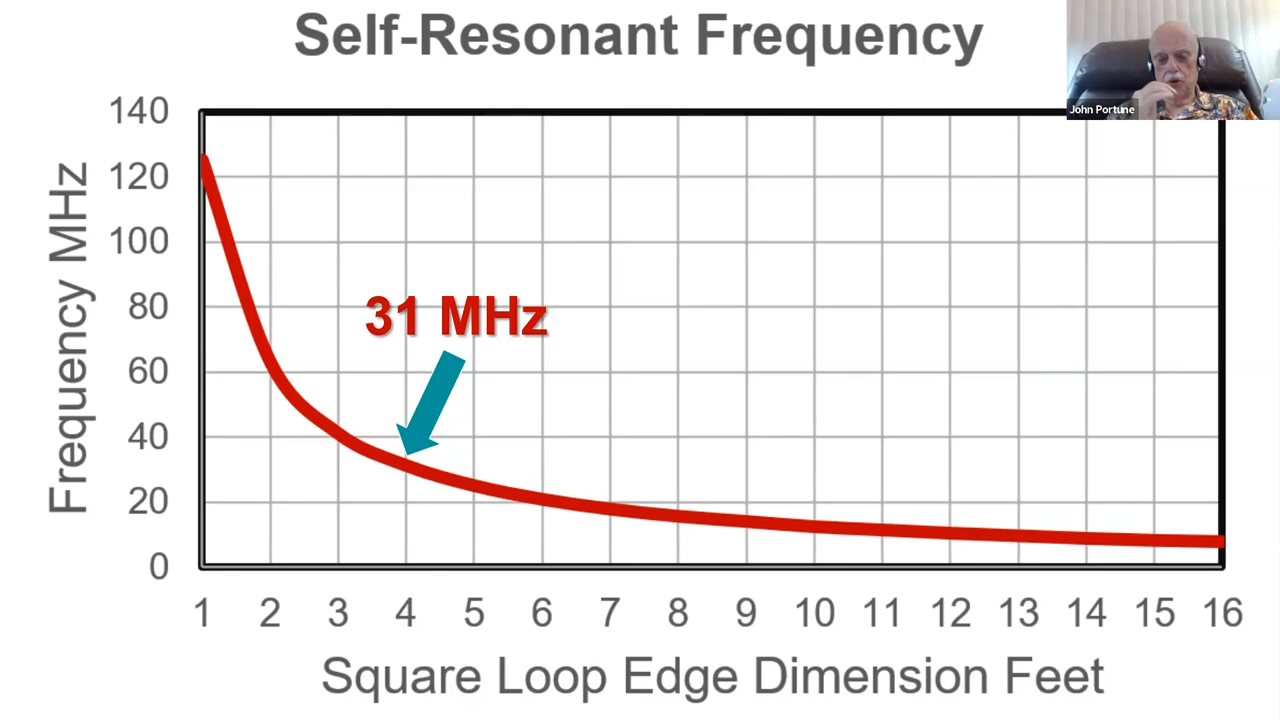 Self-Resonant Frequency
John Portune
140
120
100
80
60
40
20
0
Frequency MHz
31 MHz
1 2 3 4 5 6 7 8 9 10 11 12 13 14 15 16
Square Loop Edge Dimension Feet